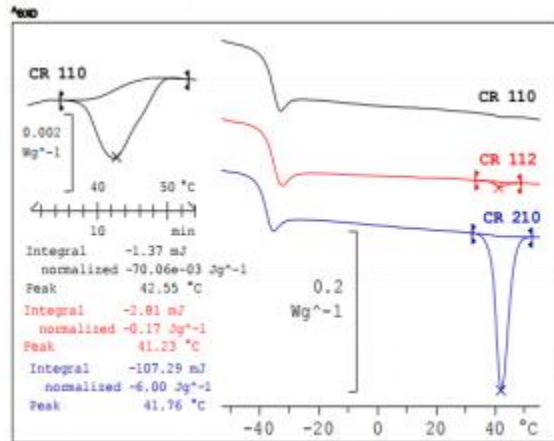 ^exo
CR 110
CR 110
0.002
Wg^-1
CR 112
40 50 °C
CR 210
10 min
Integral -1.37 mJ
normalized -70.06e-03 Jg^-1
Peak 42.55 °C
0.2
Wg^-1
Integral -2.81 mJ
normalized -0.17 Jg^-1
Peak 41.23 °C
Integral -107.29 mJ
normalized -6.00 Jg^-1
Peak 41.76 °C
-40 -20 0 20 40 °C